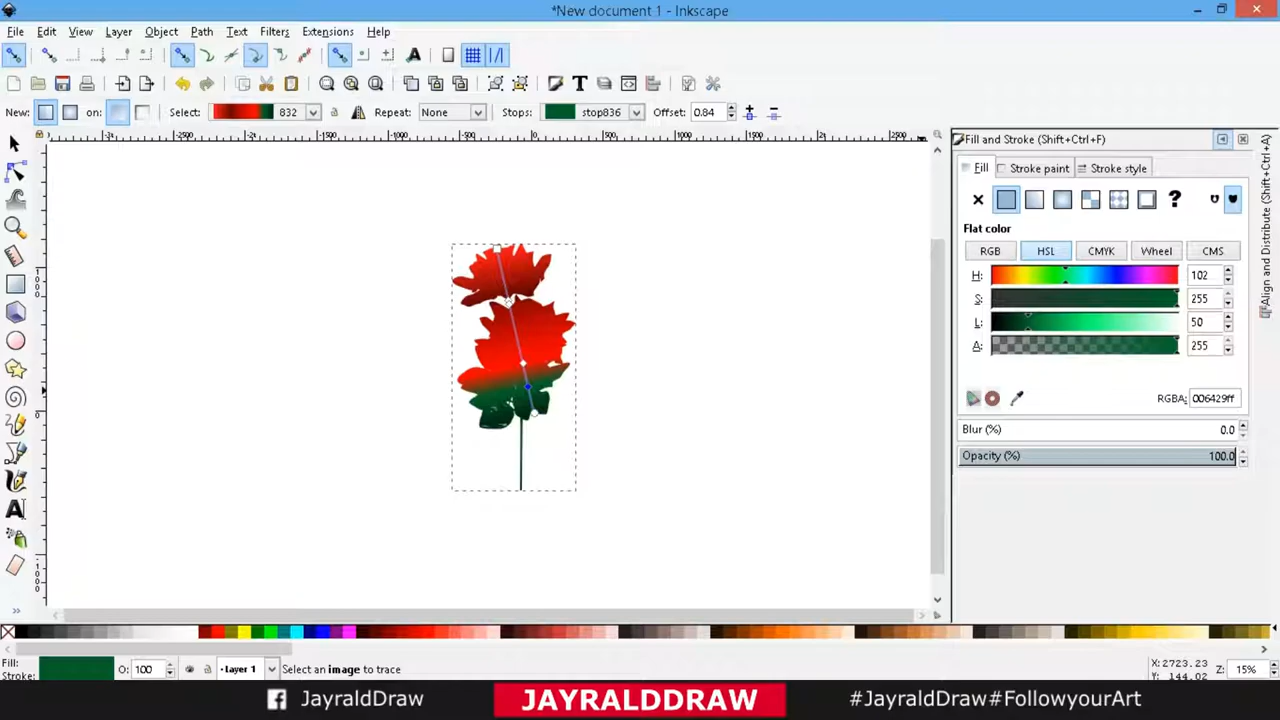 *New document 1 - Inkscape
File Edit View Layer Object Path Text Filters Extensions Help
New: on: Select: 832 Repeat: None Stops: stop836 Offset: 0.84
Fill and Stroke (Shift+Ctrl+F)
Fill Stroke paint Stroke style
Flat color
RGB HSL CMYK Wheel CMS
H: 102
S: 255
L: 50
A: 255
RGBA: 006429ff
Blur (%) 0.0
Opacity (%) 100.0
Align and Distribute (Shift+Ctrl+A)
Fill:
Stroke:
O: 100
Layer 1
Select an image to trace
X: 2723.23
Y: 144.02
Z: 15%
JayraldDraw
JAYRALDDRAW
#JayraldDraw#FollowyourArt